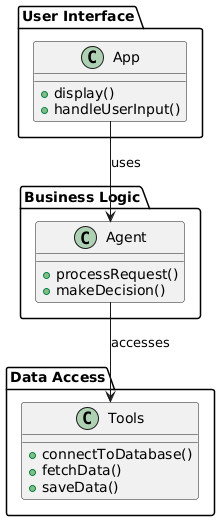 User Interface
C App
display()
handleUserInput()
uses
Business Logic
C Agent
processRequest()
makeDecision()
accesses
Data Access
C Tools
connectToDatabase()
fetchData()
saveData()